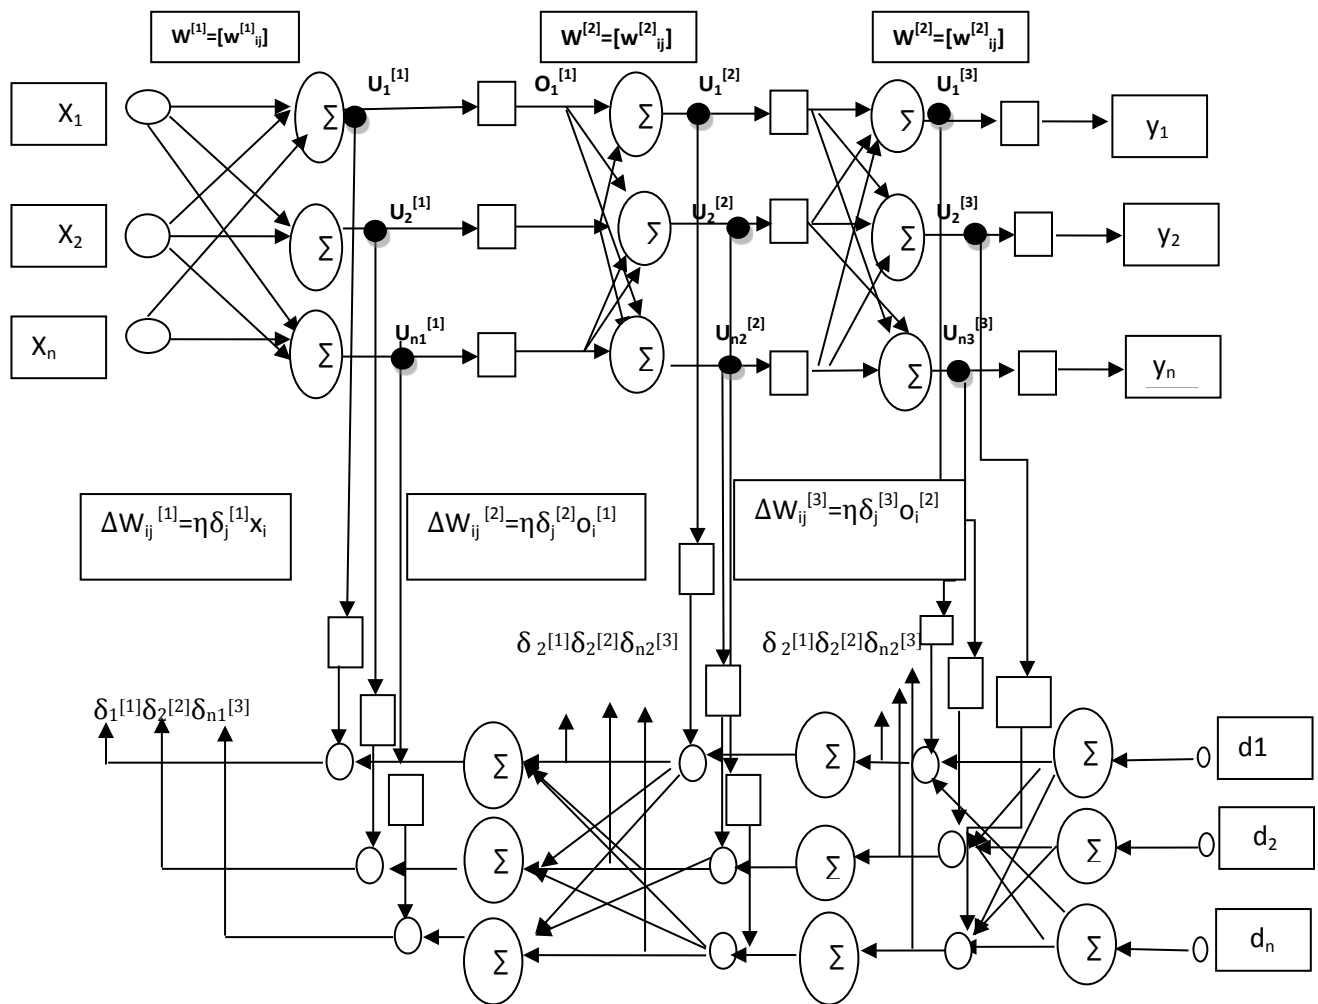 W[1]=[w[1]ij]
W[2]=[w[2]ij]
W[2]=[w[2]ij]
X1
Σ
U1[1]
O1[1]
Σ
U1[2]
Σ
U1[3]
y1
X2
Σ
U2[1]
Σ
U2[2]
Σ
U2[3]
y2
Xn
Σ
Un1[1]
Σ
Un2[2]
Σ
Un3[3]
yn
ΔWij[1]=ηδj[1]xi
ΔWij[2]=ηδj[2]oi[1]
ΔWij[3]=ηδj[3]oi[2]
δ1[1]δ2[2]δn1[3]
δ2[1]δ2[2]δn2[3]
δ2[1]δ2[2]δn2[3]
Σ
Σ
Σ
d1
Σ
Σ
Σ
d2
Σ
Σ
Σ
dn